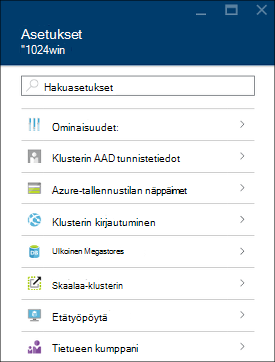 Asetukset
"1024win
Hakuasetukset
Ominaisuudet:
Klusterin AAD tunnistetiedot
Azure-tallennustilan näppäimet
Klusterin kirjautuminen
Ulkoinen Megastores
Skaalaa-klusterin
Etätyöpöytä
Tietueen kumppani